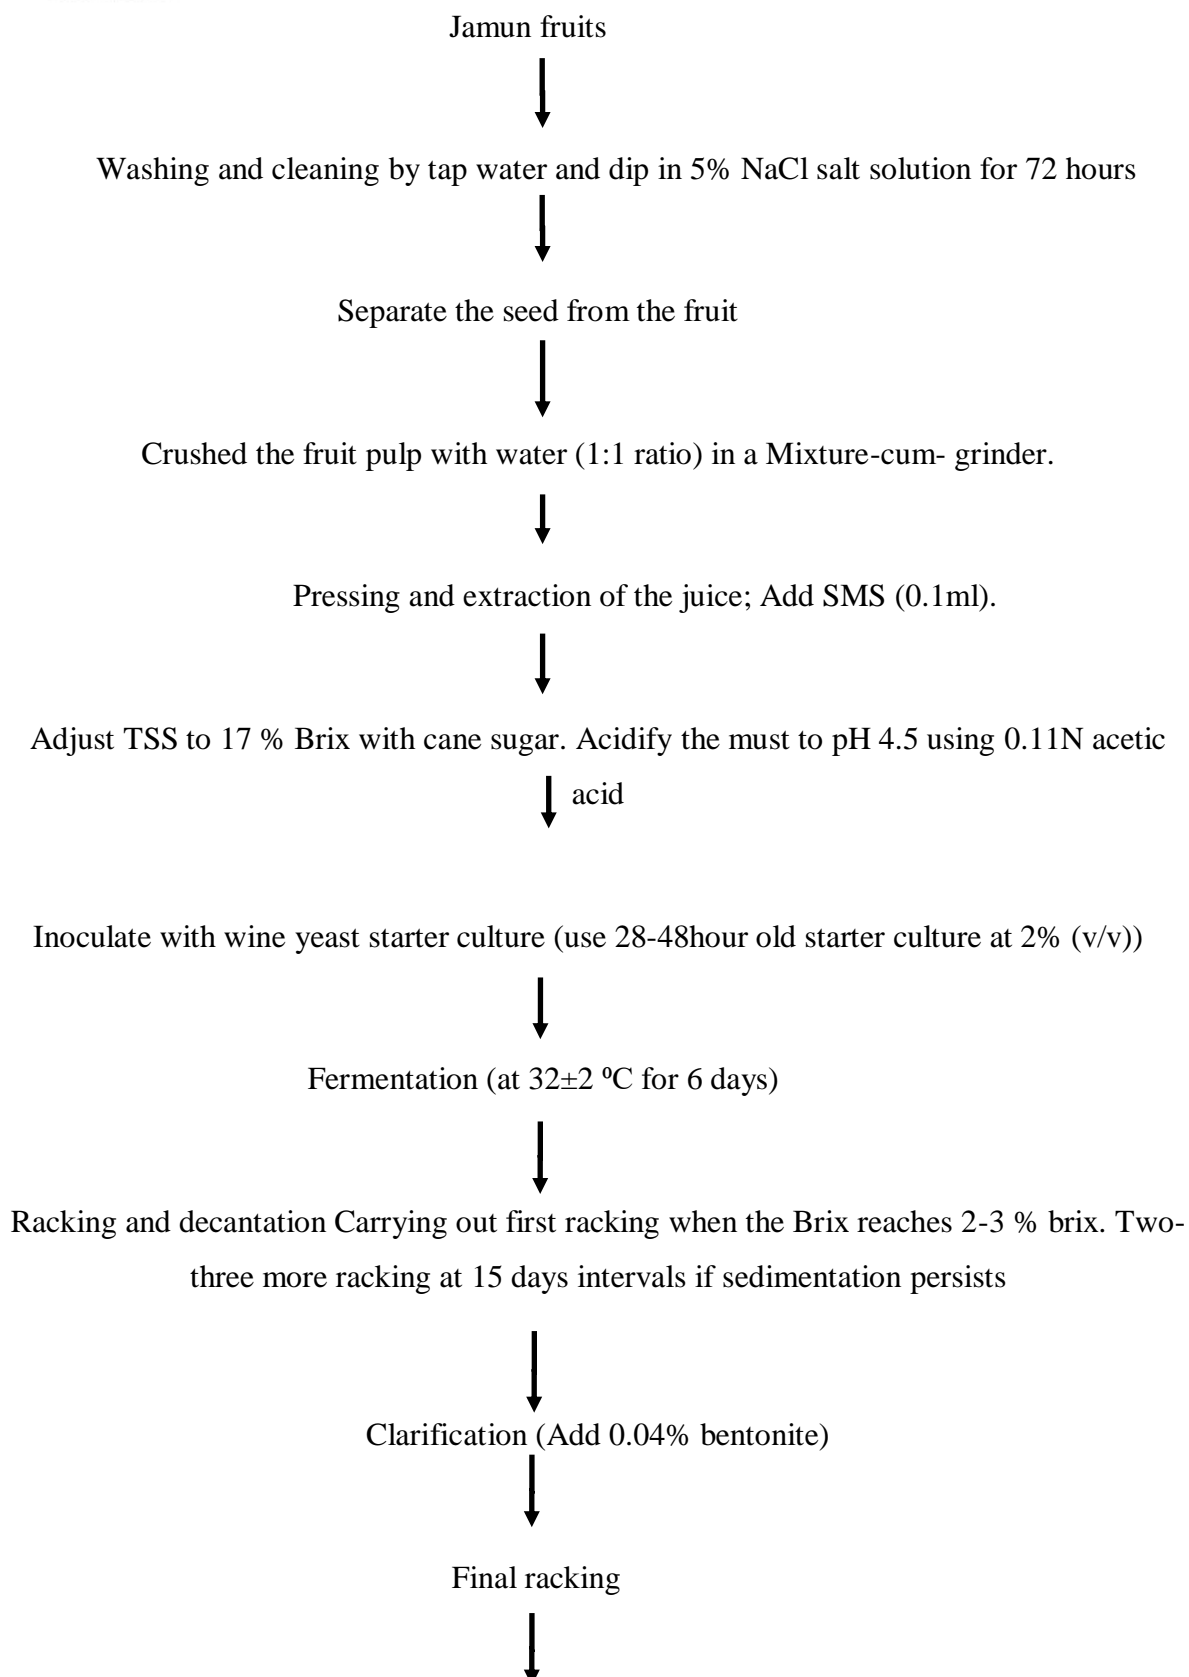 Jamun fruits
Washing and cleaning by tap water and dip in 5% NaCl salt solution for 72 hours
Separate the seed from the fruit
Crushed the fruit pulp with water (1:1 ratio) in a Mixture-cum- grinder.
Pressing and extraction of the juice; Add SMS (0.1ml).
Adjust TSS to 17 % Brix with cane sugar. Acidify the must to pH 4.5 using 0.11N acetic
acid
Inoculate with wine yeast starter culture (use 28-48hour old starter culture at 2% (v/v))
Fermentation (at 32±2 ⁰C for 6 days)
Racking and decantation Carrying out first racking when the Brix reaches 2-3 % brix. Two-
three more racking at 15 days intervals if sedimentation persists
Clarification (Add 0.04% bentonite)
Final racking